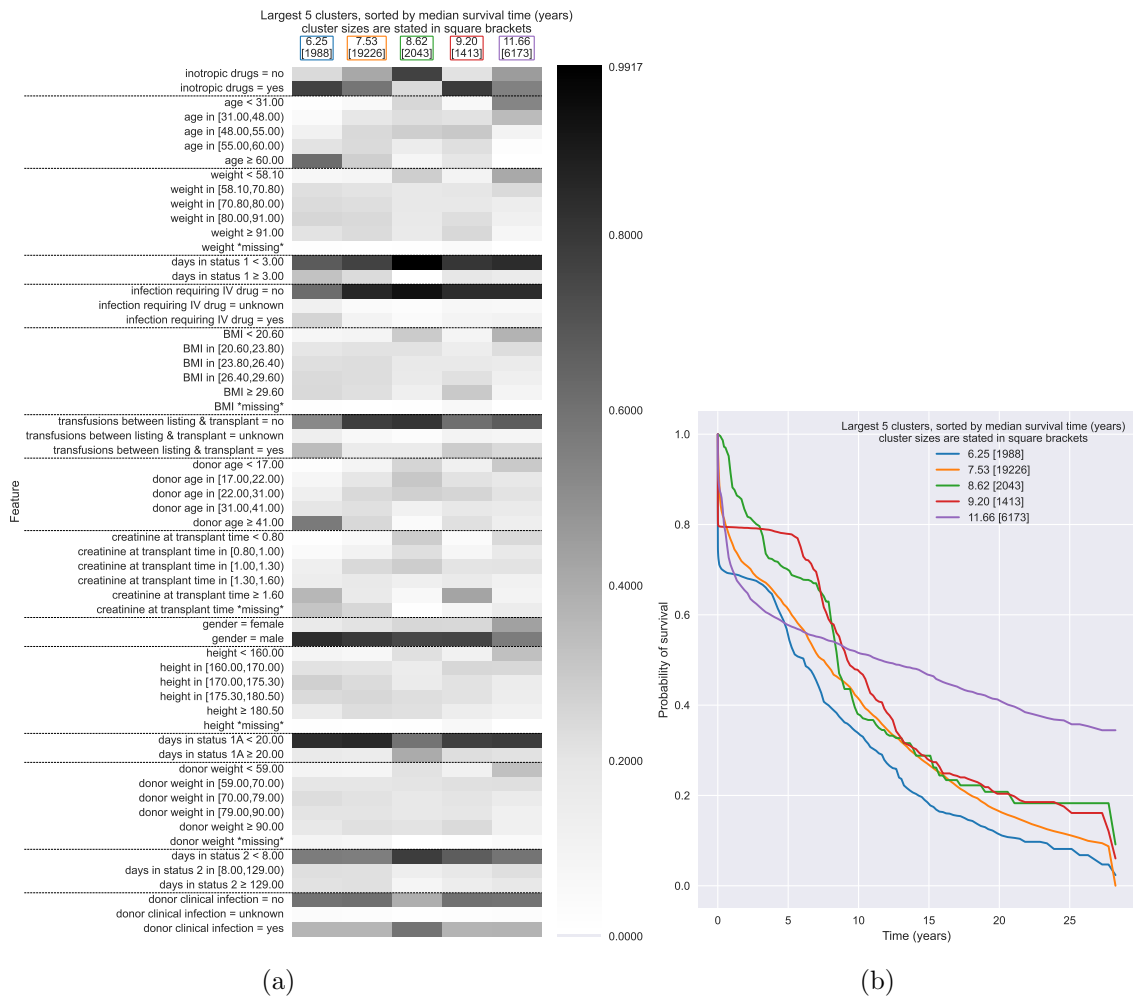 Largest 5 clusters, sorted by median survival time (years)
cluster sizes are stated in square brackets
6.25 7.53 8.62 9.20 11.66
[1988] [19226] [2043] [1413] [6173]
Feature
inotropic drugs = no
inotropic drugs = yes
age < 31.00
age in [31.00,48.00)
age in [48.00,55.00)
age in [55.00,60.00)
age ≥ 60.00
weight < 58.10
weight in [58.10,70.80)
weight in [70.80,80.00)
weight in [80.00,91.00)
weight ≥ 91.00
weight *missing*
days in status 1 < 3.00
days in status 1 ≥ 3.00
infection requiring IV drug = no
infection requiring IV drug = unknown
infection requiring IV drug = yes
BMI < 20.60
BMI in [20.60,23.80)
BMI in [23.80,26.40)
BMI in [26.40,29.60)
BMI ≥ 29.60
BMI *missing*
transfusions between listing & transplant = no
transfusions between listing & transplant = unknown
transfusions between listing & transplant = yes
donor age < 17.00
donor age in [17.00,22.00)
donor age in [22.00,31.00)
donor age in [31.00,41.00)
donor age ≥ 41.00
creatinine at transplant time < 0.80
creatinine at transplant time in [0.80,1.00)
creatinine at transplant time in [1.00,1.30)
creatinine at transplant time in [1.30,1.60)
creatinine at transplant time ≥ 1.60
creatinine at transplant time *missing*
gender = female
gender = male
height < 160.00
height in [160.00,170.00)
height in [170.00,175.30)
height in [175.30,180.50)
height ≥ 180.50
height *missing*
days in status 1A < 20.00
days in status 1A ≥ 20.00
donor weight < 59.00
donor weight in [59.00,70.00)
donor weight in [70.00,79.00)
donor weight in [79.00,90.00)
donor weight ≥ 90.00
donor weight *missing*
days in status 2 < 8.00
days in status 2 in [8.00,129.00)
days in status 2 ≥ 129.00
donor clinical infection = no
donor clinical infection = unknown
donor clinical infection = yes
0.9917
0.8000
0.6000
0.4000
0.2000
0.0000
(a)
Largest 5 clusters, sorted by median survival time (years)
cluster sizes are stated in square brackets
6.25 [1988]
7.53 [19226]
8.62 [2043]
9.20 [1413]
11.66 [6173]
Probability of survival
1.0
0.8
0.6
0.4
0.2
0.0
0 5 10 15 20 25
Time (years)
(b)